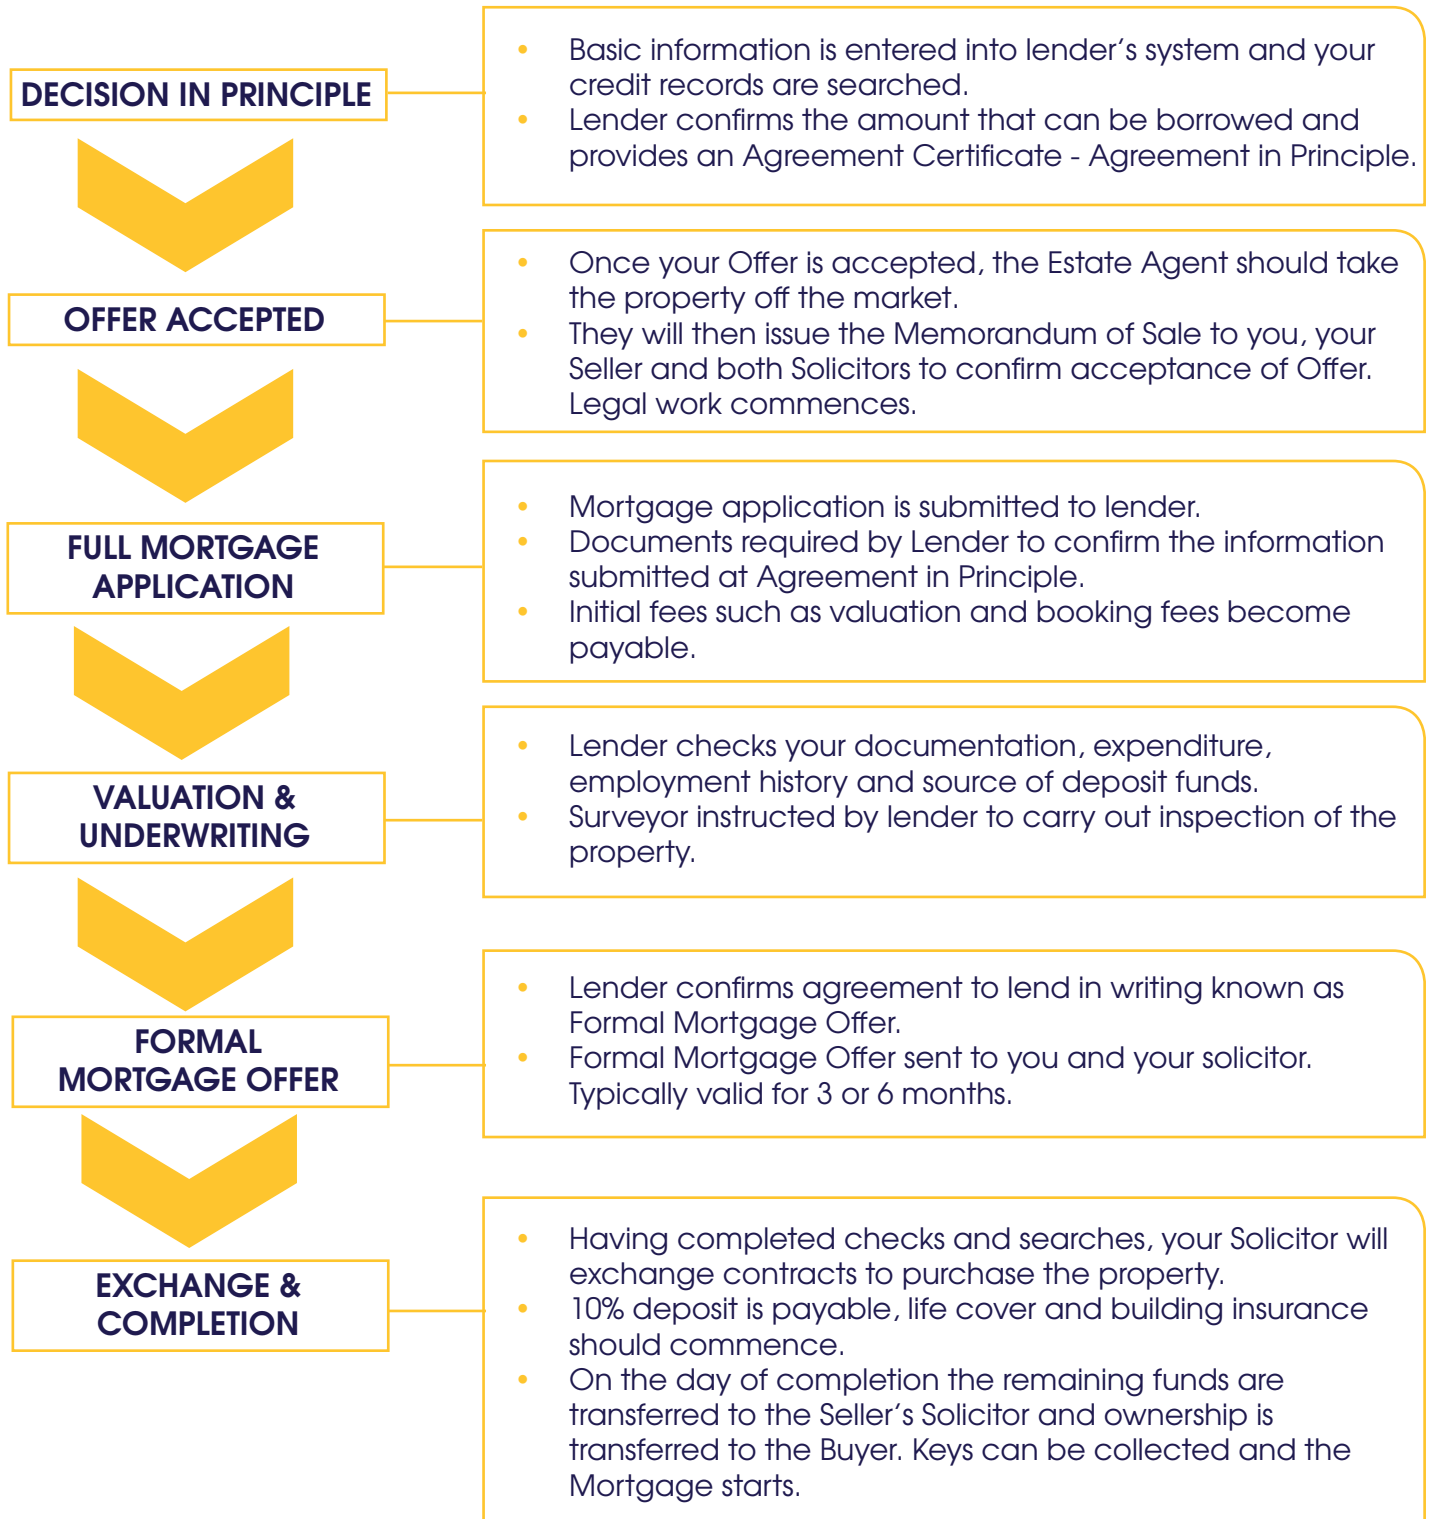 DECISION IN PRINCIPLE
• Basic information is entered into lender's system and your
credit records are searched.
• Lender confirms the amount that can be borrowed and
provides an Agreement Certificate - Agreement in Principle.
OFFER ACCEPTED
• Once your Offer is accepted, the Estate Agent should take
the property off the market.
• They will then issue the Memorandum of Sale to you, your
Seller and both Solicitors to confirm acceptance of Offer.
Legal work commences.
FULL MORTGAGE
APPLICATION
• Mortgage application is submitted to lender.
• Documents required by Lender to confirm the information
submitted at Agreement in Principle.
• Initial fees such as valuation and booking fees become
payable.
VALUATION &
UNDERWRITING
• Lender checks your documentation, expenditure,
employment history and source of deposit funds.
• Surveyor instructed by lender to carry out inspection of the
property.
FORMAL
MORTGAGE OFFER
• Lender confirms agreement to lend in writing known as
Formal Mortgage Offer.
• Formal Mortgage Offer sent to you and your solicitor.
Typically valid for 3 or 6 months.
EXCHANGE &
COMPLETION
• Having completed checks and searches, your Solicitor will
exchange contracts to purchase the property.
• 10% deposit is payable, life cover and building insurance
should commence.
• On the day of completion the remaining funds are
transferred to the Seller's Solicitor and ownership is
transferred to the Buyer. Keys can be collected and the
Mortgage starts.